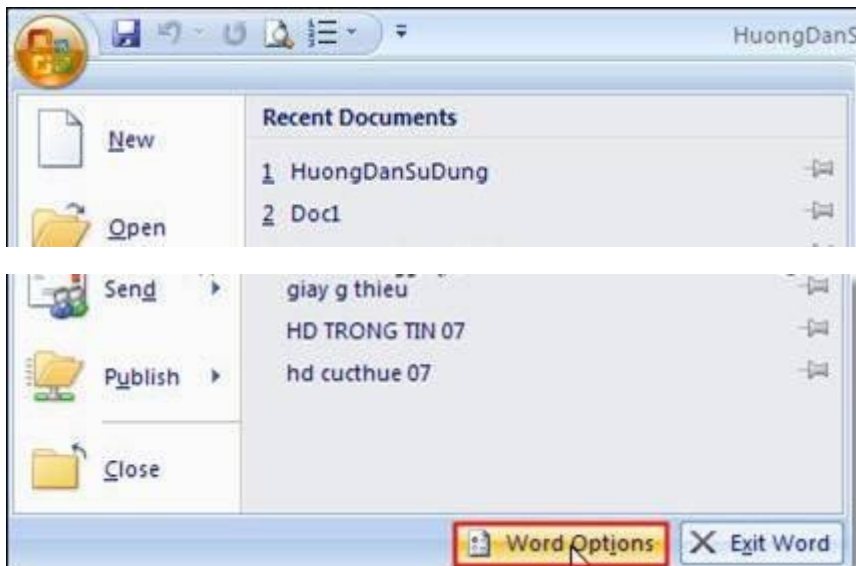 HuongDanS
New
Recent Documents
1 HuongDanSuDung
2 Doc1
Open
Send
giay g thieu
HD TRONG TIN 07
Publish
hd cucthue 07
Close
Word Options
Exit Word